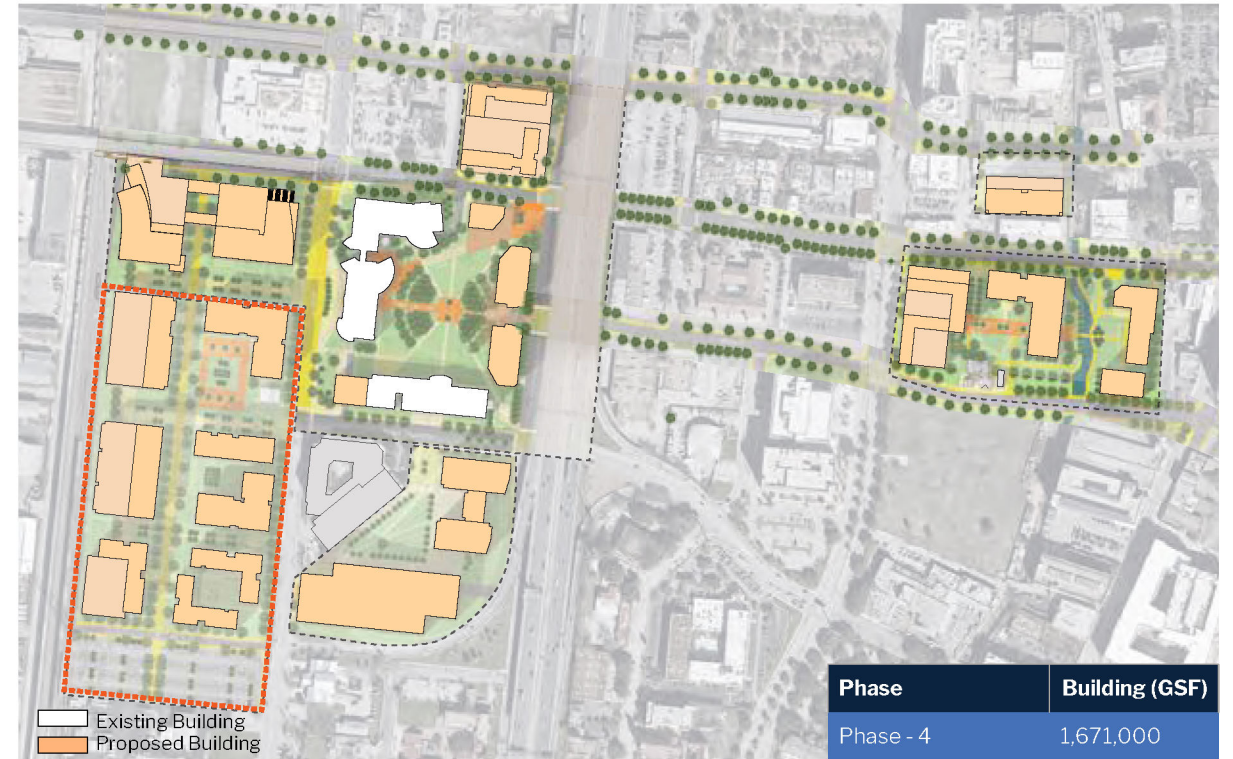 Existing Building
Proposed Building
Phase Building (GSF)
Phase - 4 1,671,000